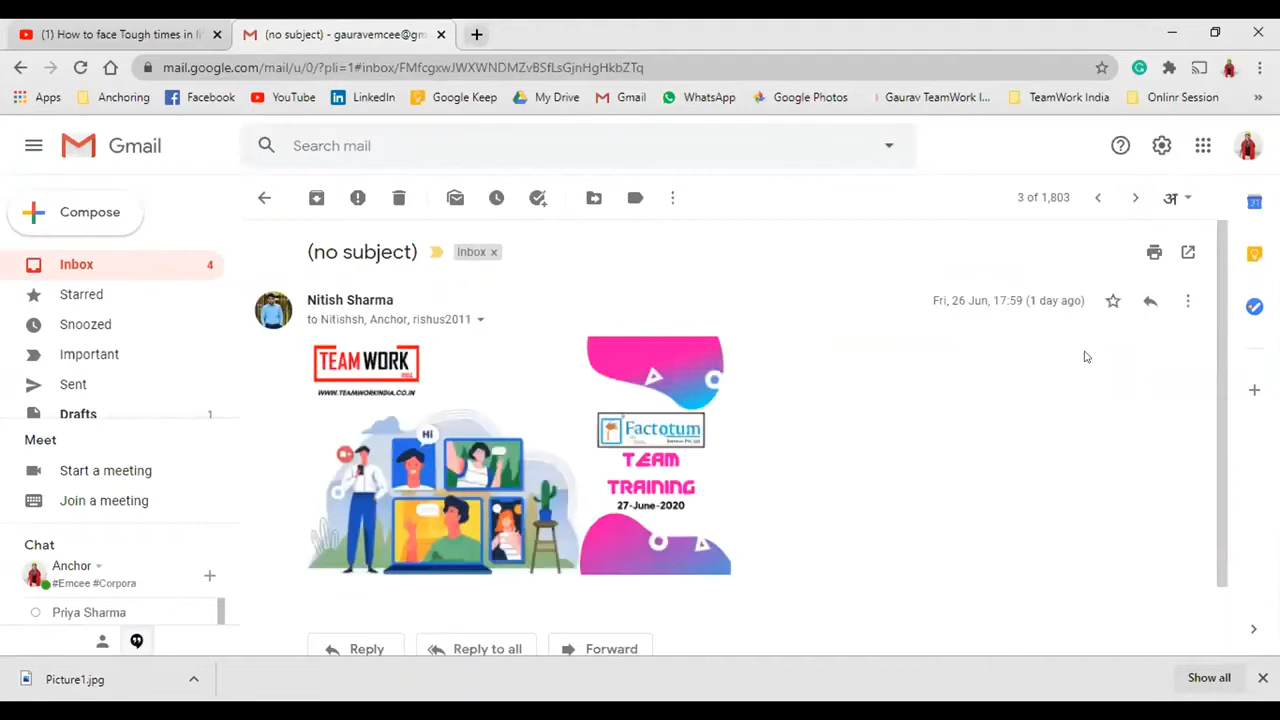 (1) How to face Tough times in li
(no subject) - gauravemcee@gm
mail.google.com/mail/u/0/?pli=1#inbox/FMfcgxwJWXWNDMZvBSfLsGjnHgHkbZTq
Apps Anchoring Facebook YouTube LinkedIn Google Keep My Drive Gmail WhatsApp Google Photos Gaurav TeamWork I... TeamWork India Onlinr Session
Gmail
Search mail
Compose
3 of 1,803
अ
Inbox 4
Starred
Snoozed
Important
Sent
Drafts 1
Meet
Start a meeting
Join a meeting
Chat
Anchor
#Emcee #Corpora
Priya Sharma
(no subject) Inbox x
Nitish Sharma
Fri, 26 Jun, 17:59 (1 day ago)
to Nitishsh, Anchor, rishus2011
TEAM WORK
WWW.TEAMWORKINDIA.CO.IN
Hi
Factotum
TEAM
TRAINING
27-June-2020
Reply Reply to all Forward
Picture1.jpg
Show all